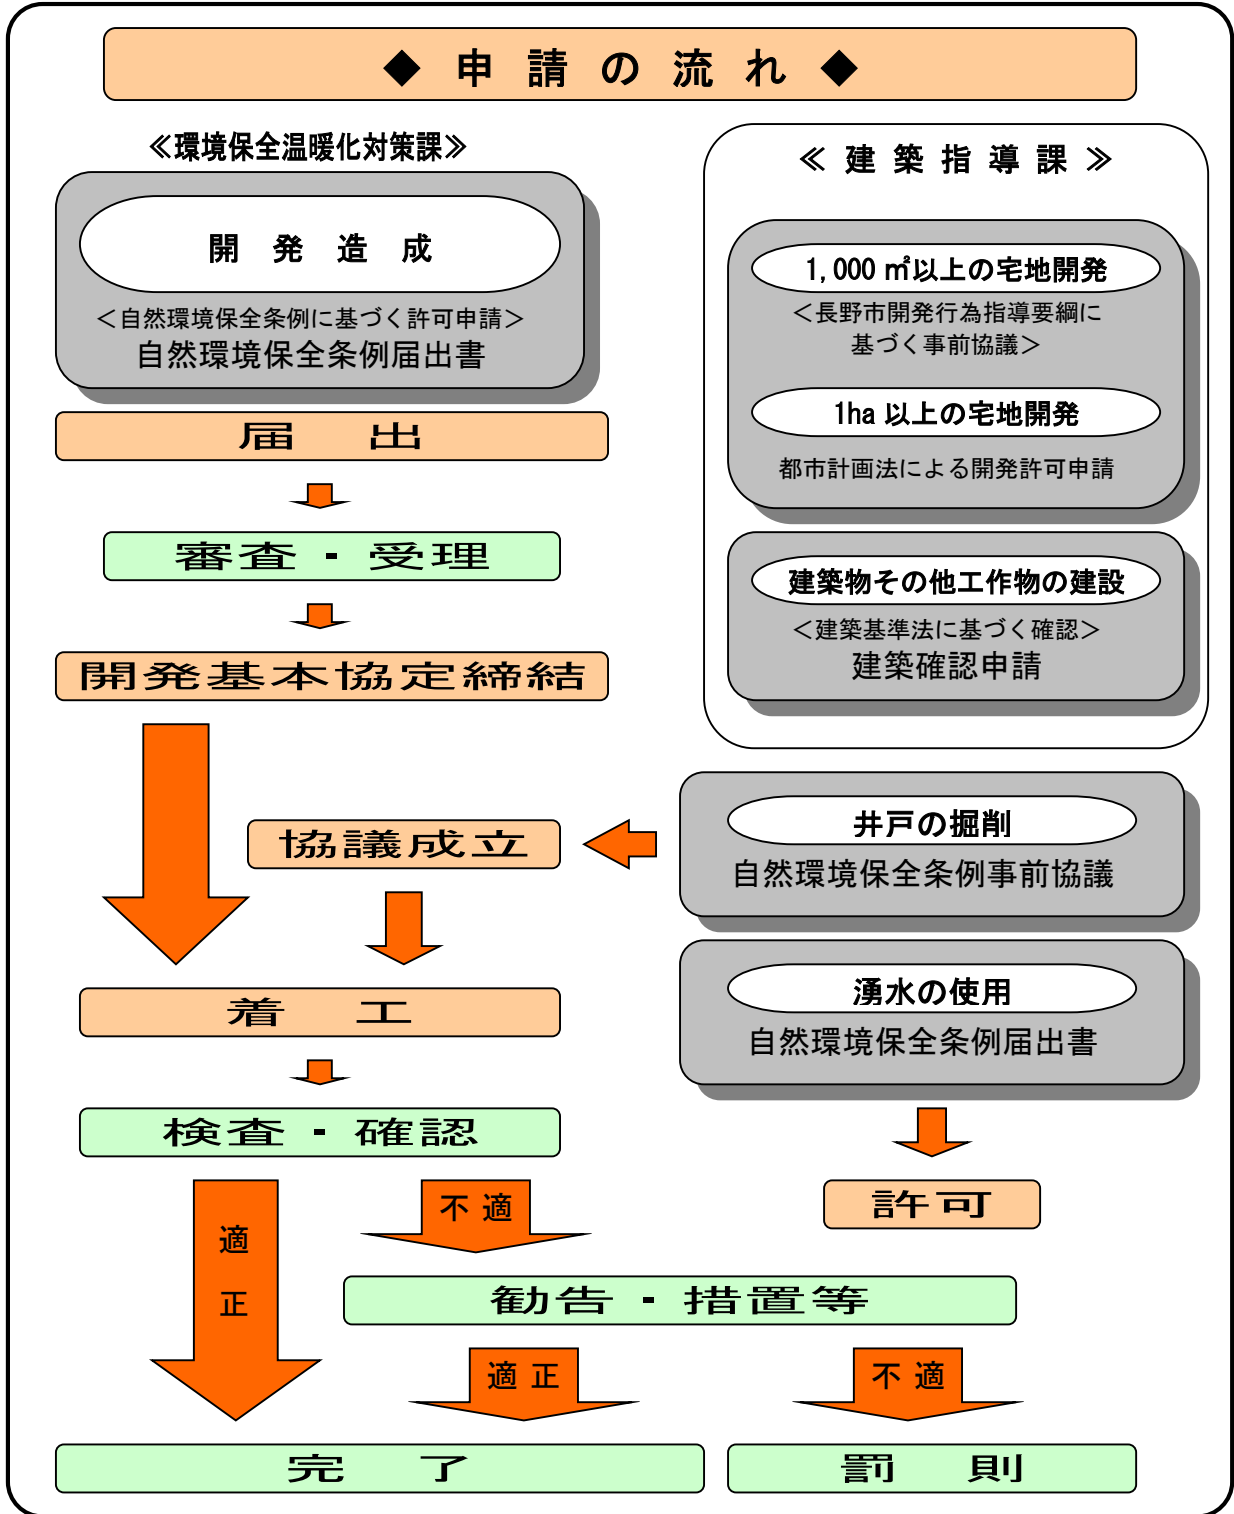 ◆ 申 請 の 流 れ ◆
≪環境保全温暖化対策課≫
開 発 造 成
＜自然環境保全条例に基づく許可申請＞
自然環境保全条例届出書
届 出
審査・受理
開発基本協定締結
≪ 建 築 指 導 課 ≫
1,000 ㎡以上の宅地開発
＜長野市開発行為指導要綱に
基づく事前協議＞
1ha 以上の宅地開発
都市計画法による開発許可申請
建築物その他工作物の建設
＜建築基準法に基づく確認＞
建築確認申請
井戸の掘削
自然環境保全条例事前協議
協議成立
湧水の使用
自然環境保全条例届出書
着 工
検査・確認
許可
適
正
不 適
勧告・措置等
適 正
不 適
完 了
罰 則